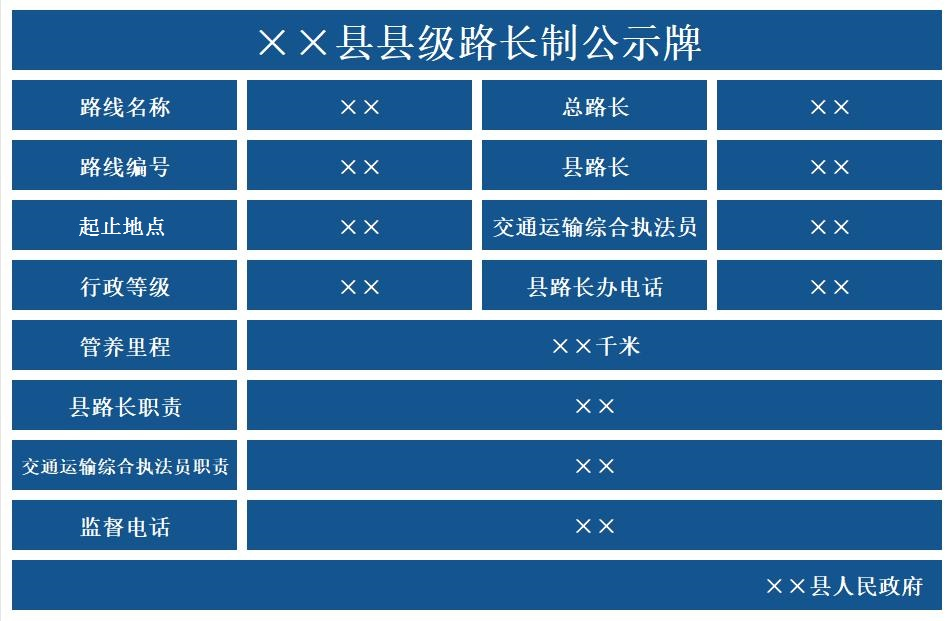 ××县县级路长制公示牌
路线名称 ×× 总路长 ××
路线编号 ×× 县路长 ××
起止地点 ×× 交通运输综合执法员 ××
行政等级 ×× 县路长办电话 ××
管养里程 ××千米
县路长职责 ××
交通运输综合执法员职责 ××
监督电话 ××
××县人民政府